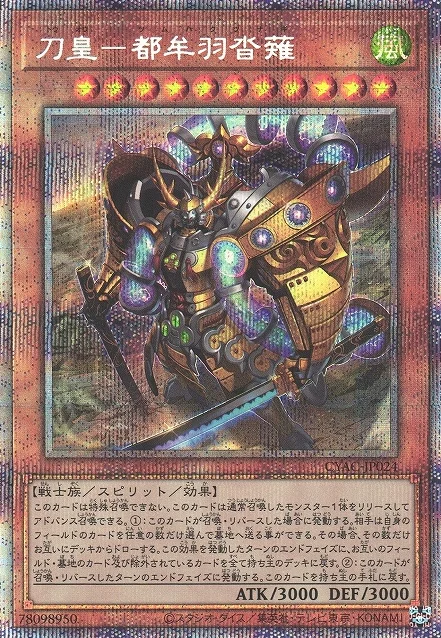 刀皇－都牟羽沓薙
風
CYAC-JP024
【戦士族／スピリット／効果】
このカードは特殊召喚できない。このカードは通常召喚したモンスター1体をリリースして
アドバンス召喚できる。①：このカードが召喚・リバースした場合に発動する。相手は自身の
フィールドのカードを任意の数だけ選んで墓地へ送る事ができる。その場合、その数だけ
お互いにデッキからドローする。この効果を発動したターンのエンドフェイズに、お互いのフィー
ルド・墓地のカード及び除外されているカードを全て持ち主のデッキに戻す。②：このカードが
召喚・リバースしたターンのエンドフェイズに発動する。このカードを持ち主の手札に戻す。
ATK/3000 DEF/3000
78098950
©スタジオ・ダイス／集英社・テレビ東京・KONAMI